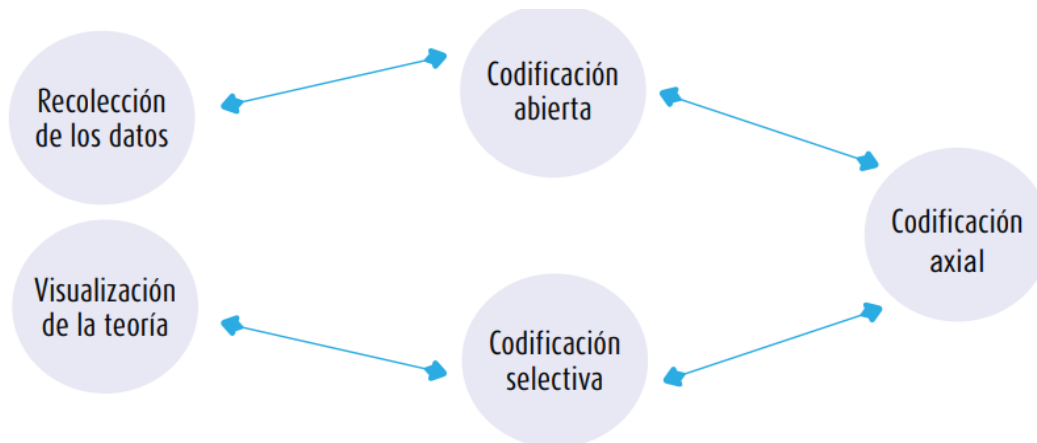 Recolección
de los datos
Codificación
abierta
Codificación
axial
Visualización
de la teoría
Codificación
selectiva